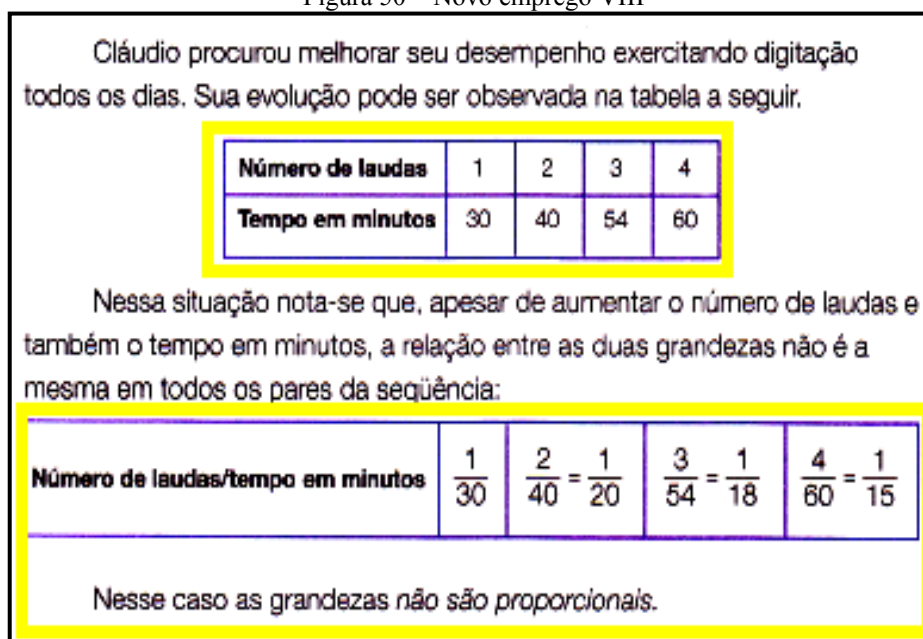 Figura 50 – Novo emprego VIII
Cláudio procurou melhorar seu desempenho exercitando digitação
todos os dias. Sua evolução pode ser observada na tabela a seguir.
Número de laudas 1 2 3 4
Tempo em minutos 30 40 54 60
Nessa situação nota-se que, apesar de aumentar o número de laudas e
também o tempo em minutos, a relação entre as duas grandezas não é a
mesma em todos os pares da seqüência:
Número de laudas/tempo em minutos 1/30 2/40 = 1/20 3/54 = 1/18 4/60 = 1/15
Nesse caso as grandezas não são proporcionais.